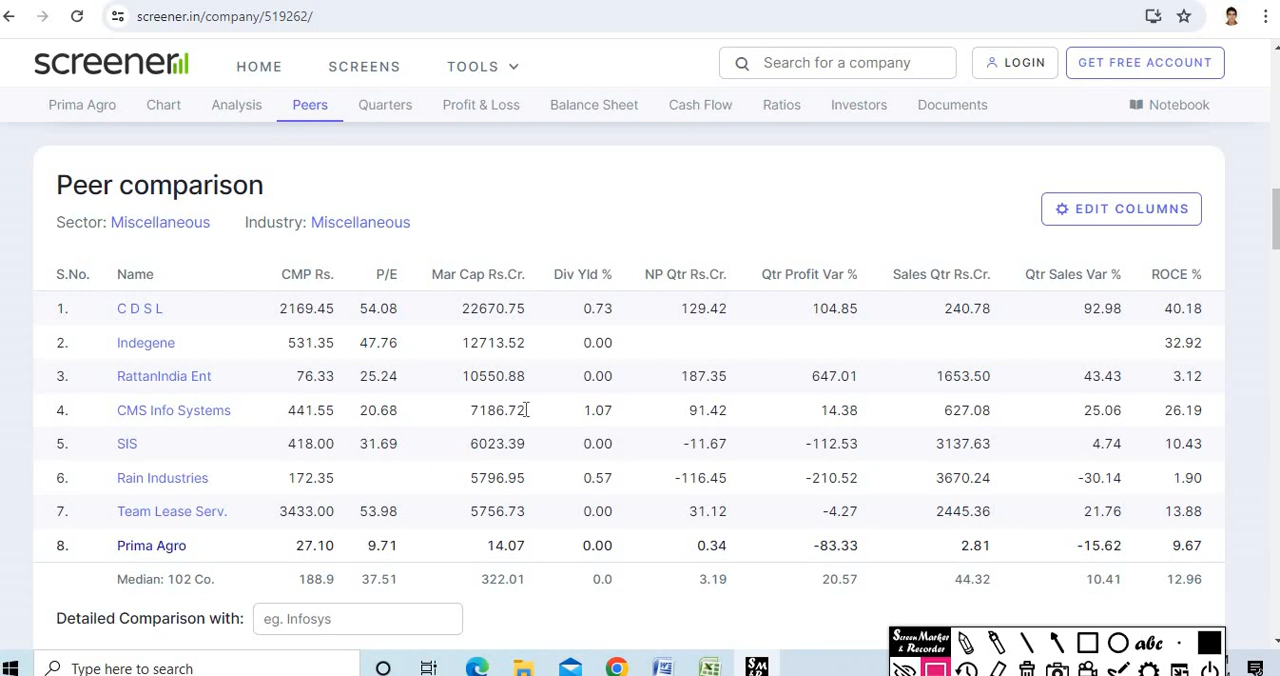 screener.in/company/519262/
screener HOME SCREENS TOOLS Search for a company LOGIN GET FREE ACCOUNT
Prima Agro Chart Analysis Peers Quarters Profit & Loss Balance Sheet Cash Flow Ratios Investors Documents Notebook
Peer comparison
Sector: Miscellaneous Industry: Miscellaneous
EDIT COLUMNS
S.No. Name CMP Rs. P/E Mar Cap Rs.Cr. Div Yld % NP Qtr Rs.Cr. Qtr Profit Var % Sales Qtr Rs.Cr. Qtr Sales Var % ROCE %
1. C D S L 2169.45 54.08 22670.75 0.73 129.42 104.85 240.78 92.98 40.18
2. Indegene 531.35 47.76 12713.52 0.00 32.92
3. RattanIndia Ent 76.33 25.24 10550.88 0.00 187.35 647.01 1653.50 43.43 3.12
4. CMS Info Systems 441.55 20.68 7186.72 1.07 91.42 14.38 627.08 25.06 26.19
5. SIS 418.00 31.69 6023.39 0.00 -11.67 -112.53 3137.63 4.74 10.43
6. Rain Industries 172.35 5796.95 0.57 -116.45 -210.52 3670.24 -30.14 1.90
7. Team Lease Serv. 3433.00 53.98 5756.73 0.00 31.12 -4.27 2445.36 21.76 13.88
8. Prima Agro 27.10 9.71 14.07 0.00 0.34 -83.33 2.81 -15.62 9.67
Median: 102 Co. 188.9 37.51 322.01 0.0 3.19 20.57 44.32 10.41 12.96
Detailed Comparison with: eg. Infosys
Screen Marker & Recorder abc
Type here to search